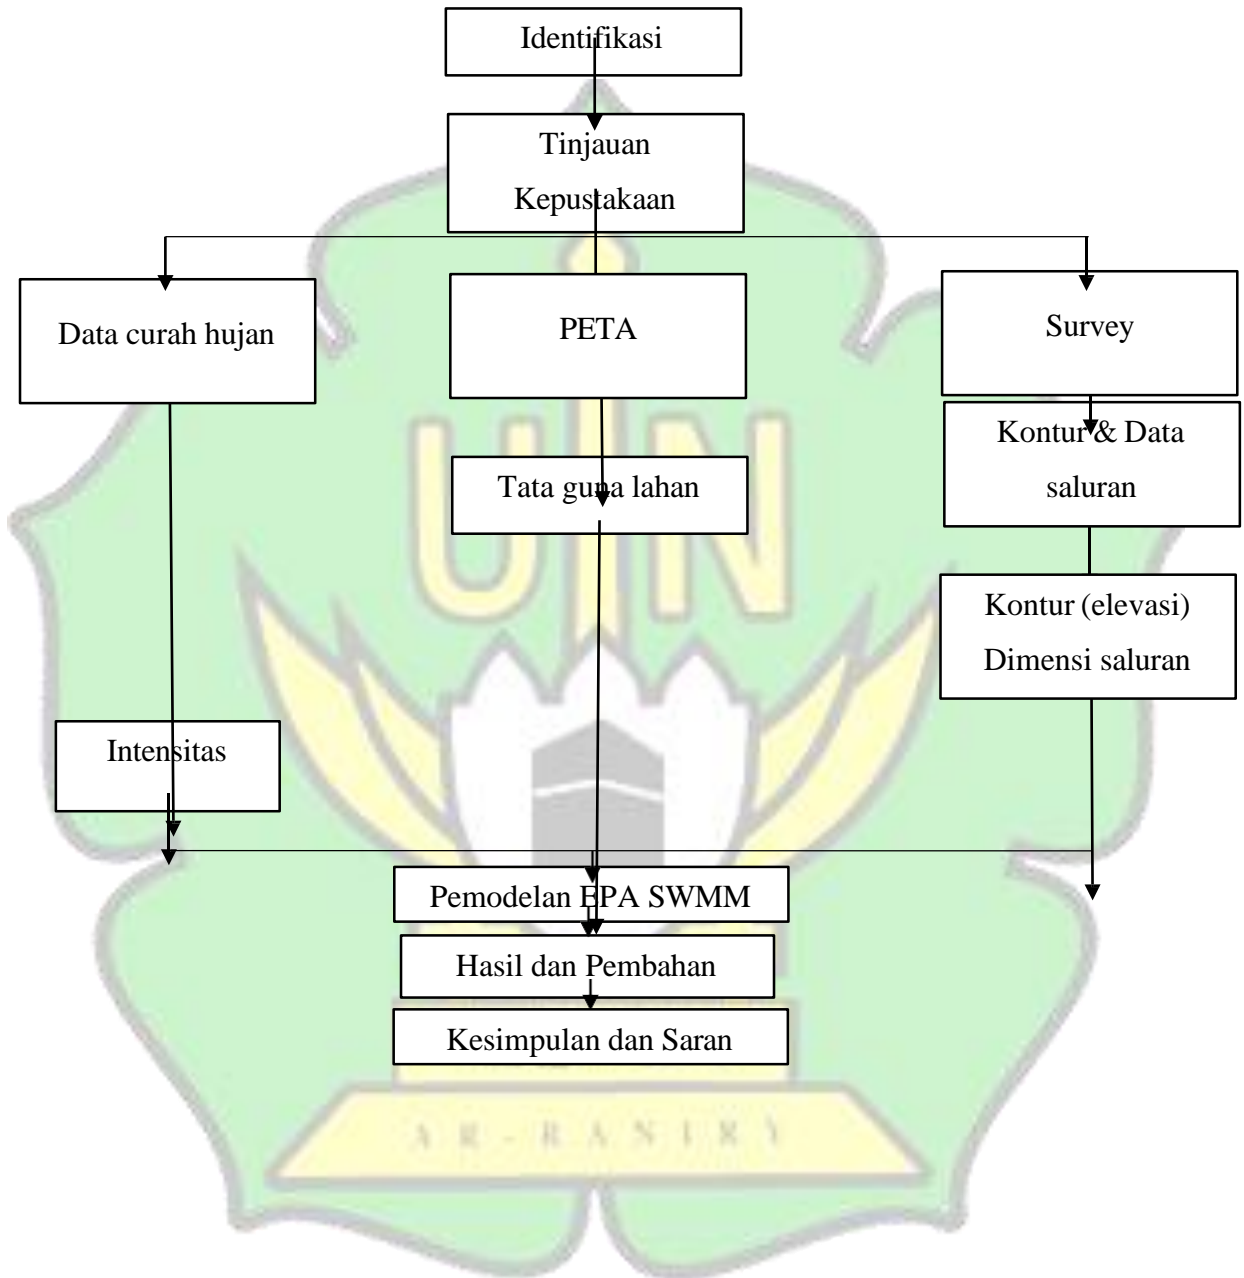 Identifikasi
Tinjauan
Kepustakaan
Data curah hujan
PETA
Survey
Kontur & Data
saluran
Tata guna lahan
Kontur (elevasi)
Dimensi saluran
Intensitas
Pemodelan EPA SWMM
Hasil dan Pembahan
Kesimpulan dan Saran
UIN
AR-RANIRY